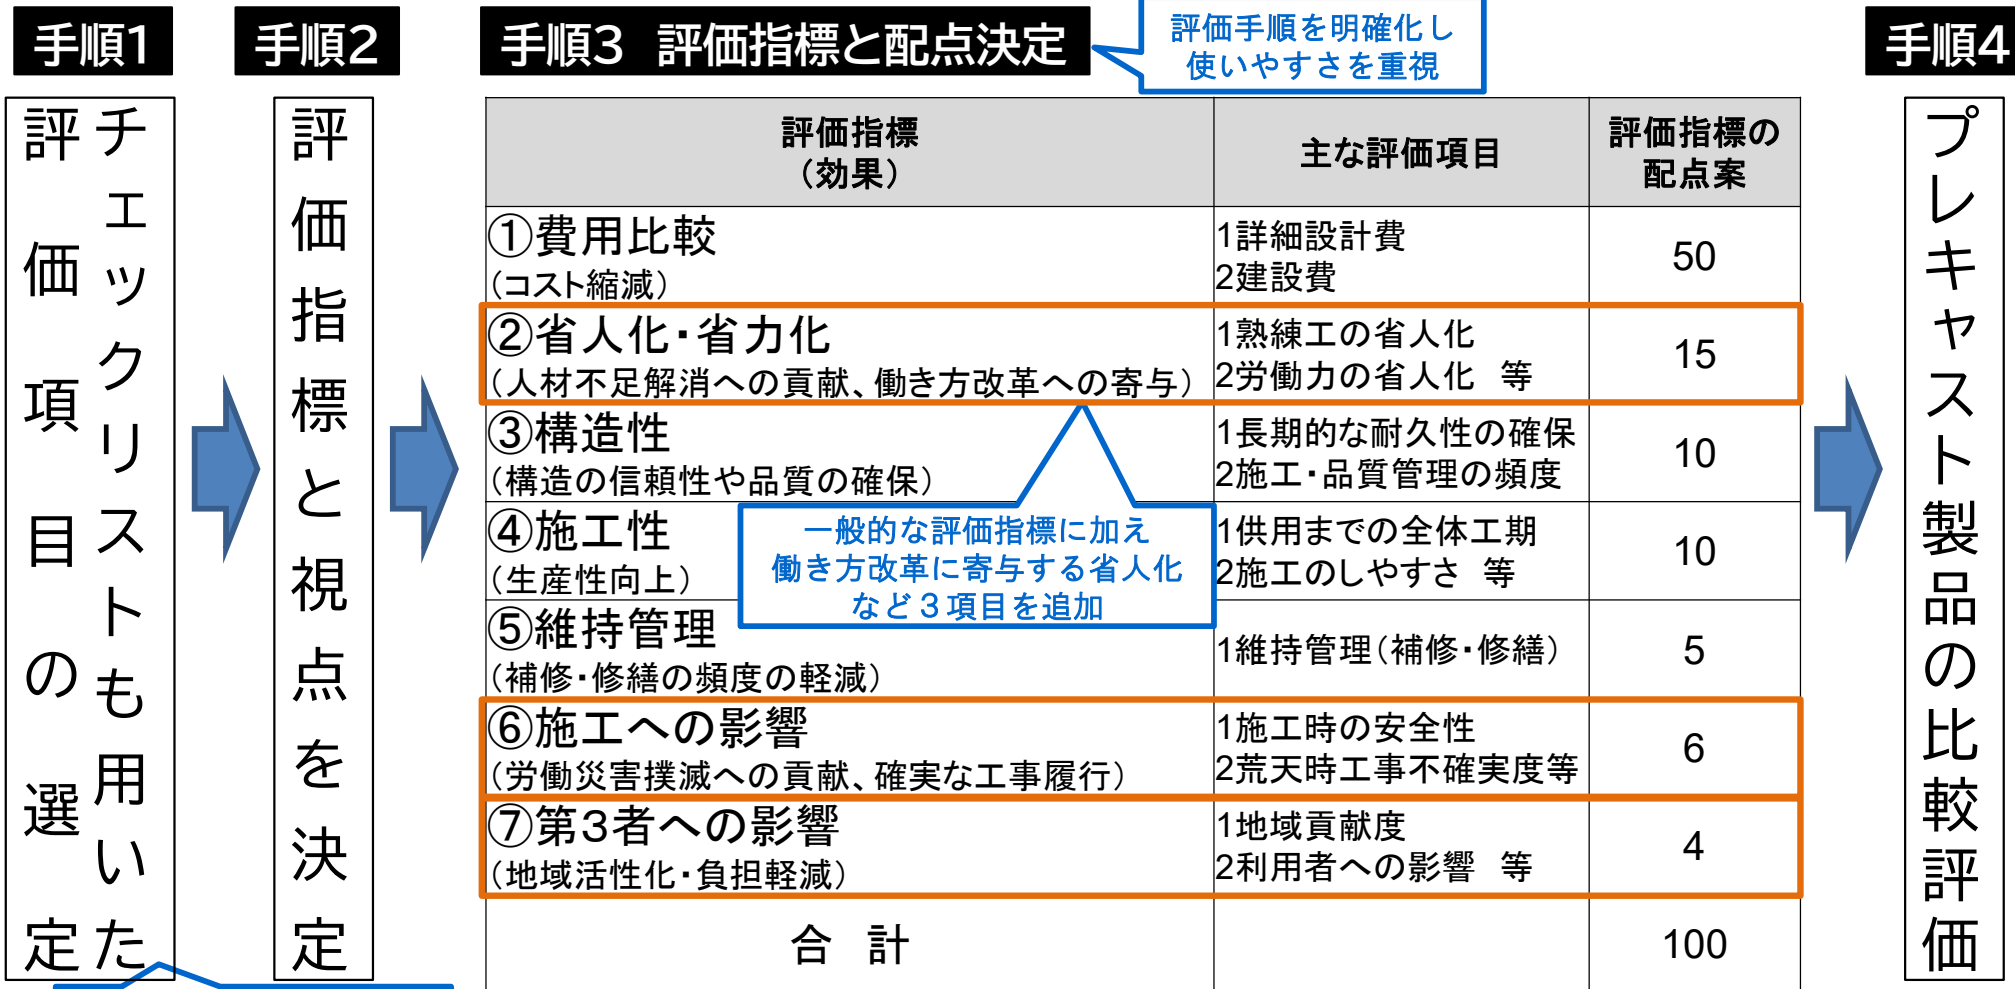 手順1
チェックリストも用いた
評価項目の選定
手順2
評価指標と視点を決定
手順3 評価指標と配点決定
評価手順を明確化し
使いやすさを重視
評価指標
（効果）
主な評価項目
評価指標の
配点案
①費用比較
（コスト縮減）
1詳細設計費
2建設費
50
②省人化・省力化
（人材不足解消への貢献、働き方改革への寄与）
1熟練工の省人化
2労働力の省人化 等
15
③構造性
（構造の信頼性や品質の確保）
1長期的な耐久性の確保
2施工・品質管理の頻度
10
④施工性
（生産性向上）
1供用までの全体工期
2施工のしやすさ 等
10
一般的な評価指標に加え
働き方改革に寄与する省人化
など３項目を追加
⑤維持管理
（補修・修繕の頻度の軽減）
1維持管理（補修・修繕）
5
⑥施工への影響
（労働災害撲滅への貢献、確実な工事履行）
1施工時の安全性
2荒天時工事不確実度等
6
⑦第3者への影響
（地域活性化・負担軽減）
1地域貢献度
2利用者への影響 等
4
合 計
100
手順4
プレキャスト製品の比較評価